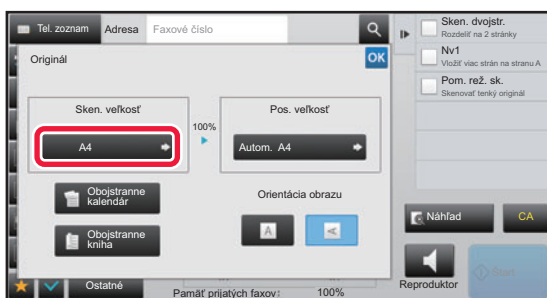 Tel. zoznam
Adresa
Faxové číslo
Originál
OK
Sken. veľkosť
A4
100%
Pos. veľkosť
Autom. A4
Obojstranne
kalendár
Obojstranne
kniha
Orientácia obrazu
A
A
Ostatné
Pamäť prijatých faxov:
100%
Sken. dvojstr.
Rozdeliť na 2 stránky
Nv1
Vložiť viac strán na stranu A
Pom. rež. sk.
Skenovať tenký originál
Náhľad
CA
Reproduktor
Start